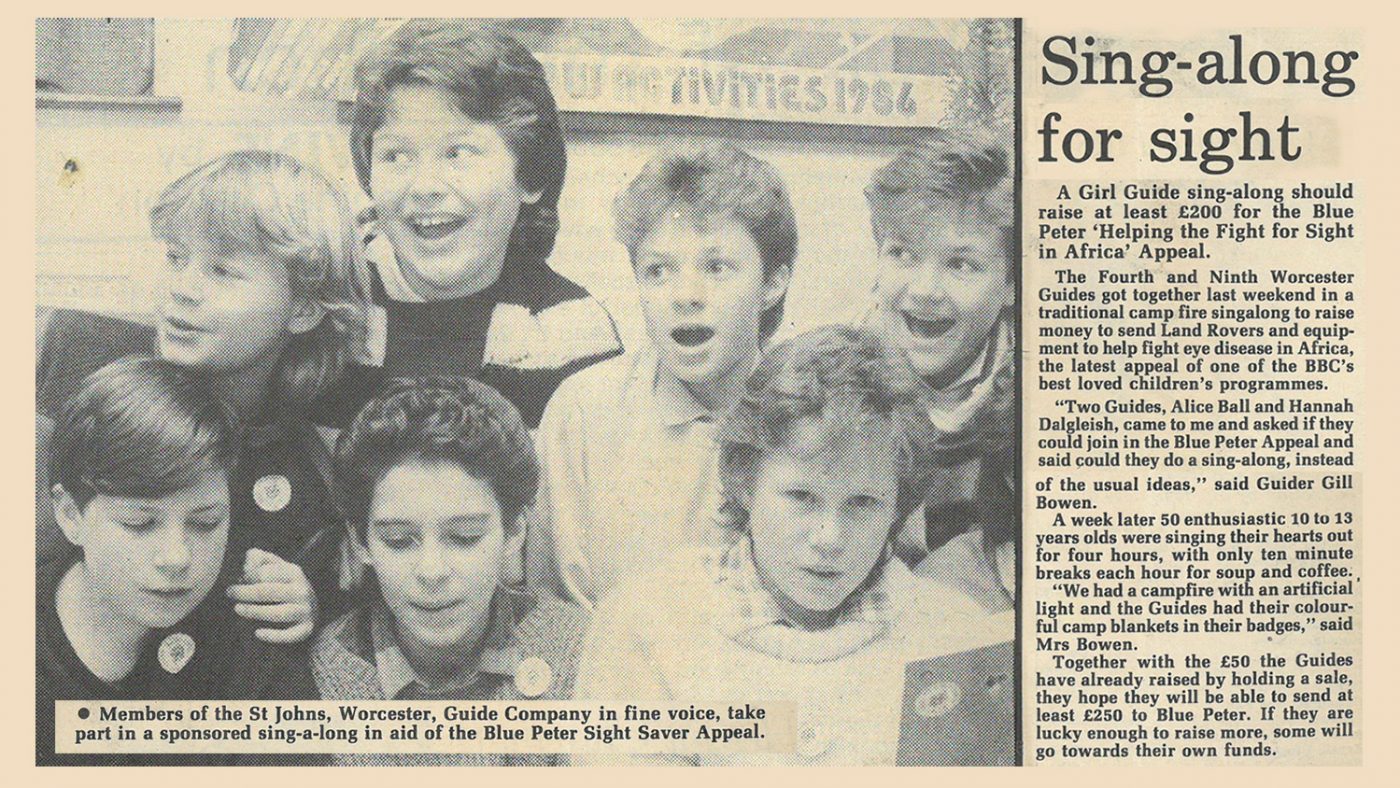 ACTIVITIES 1986
Sing-along
for sight
A Girl Guide sing-along should
raise at least £200 for the Blue
Peter ‘Helping the Fight for Sight
in Africa’ Appeal.
The Fourth and Ninth Worcester
Guides got together last weekend in a
traditional camp fire singalong to raise
money to send Land Rovers and equip-
ment to help fight eye disease in Africa,
the latest appeal of one of the BBC’s
best loved children’s programmes.
“Two Guides, Alice Ball and Hannah
Dalgleish, came to me and asked if they
could join in the Blue Peter Appeal and
said could they do a sing-along, instead
of the usual ideas,” said Guider Gill
Bowen.
A week later 50 enthusiastic 10 to 13
years olds were singing their hearts out
for four hours, with only ten minute
breaks each hour for soup and coffee.
“We had a campfire with an artificial
light and the Guides had their colour-
ful camp blankets in their badges,” said
Mrs Bowen.
Together with the £50 the Guides
have already raised by holding a sale,
they hope they will be able to send at
least £250 to Blue Peter. If they are
lucky enough to raise more, some will
go towards their own funds.
● Members of the St Johns, Worcester, Guide Company in fine voice, take
part in a sponsored sing-a-long in aid of the Blue Peter Sight Saver Appeal.